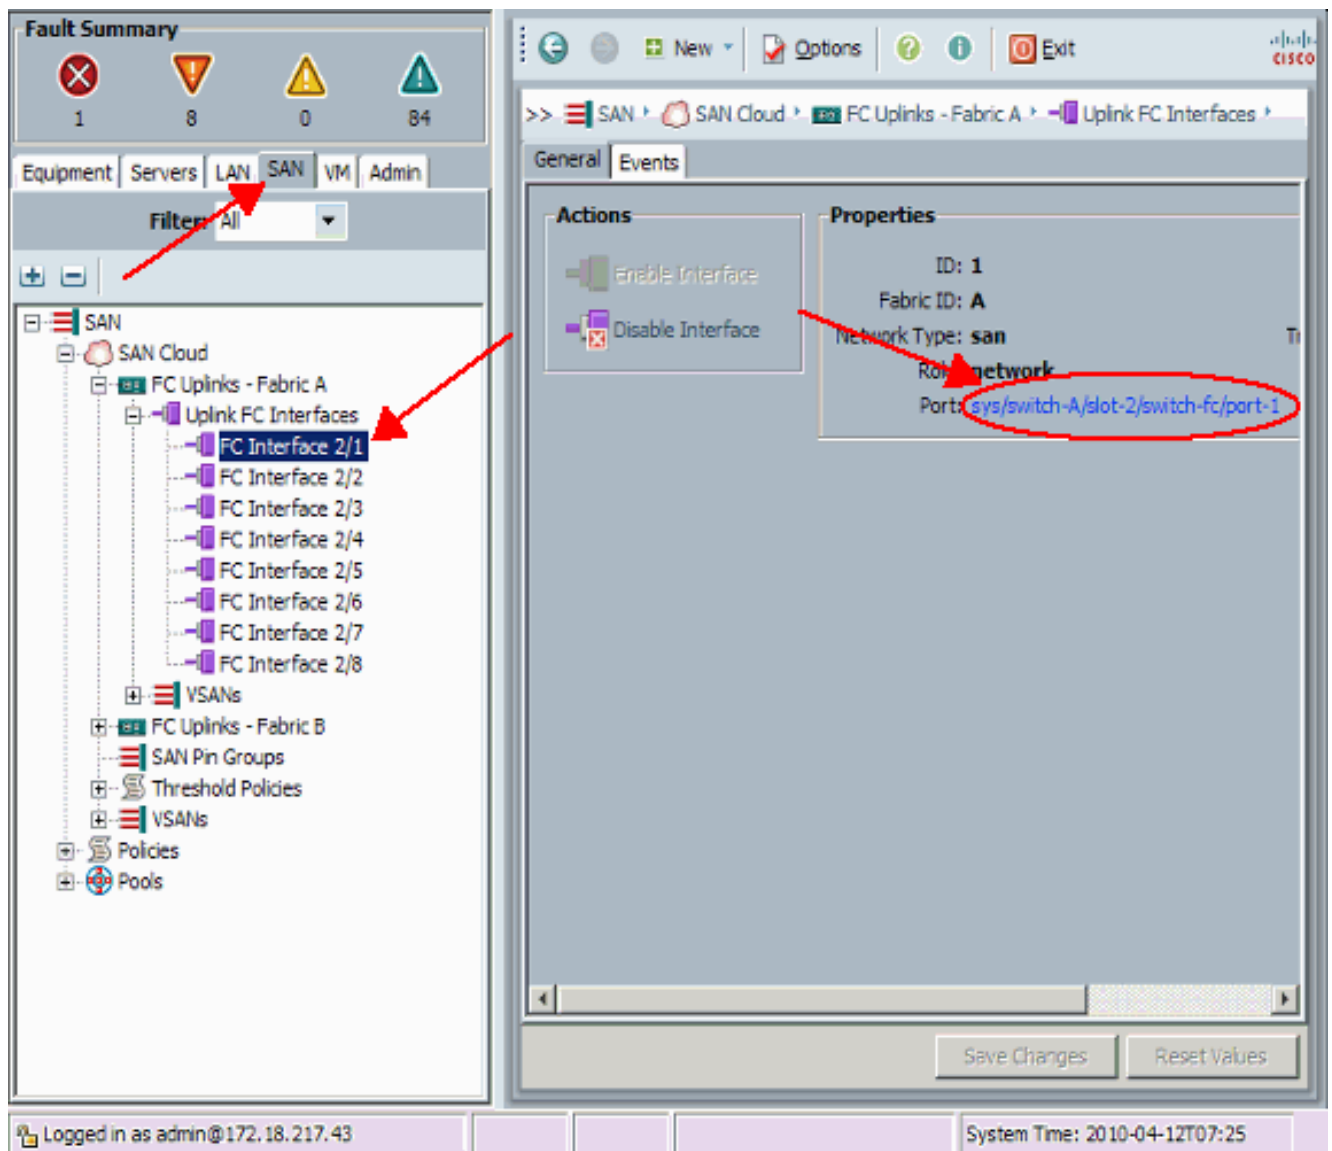 Fault Summary
1 8 0 84
Equipment Servers LAN SAN VM Admin
Filter: All
SAN
SAN Cloud
FC Uplinks - Fabric A
Uplink FC Interfaces
FC Interface 2/1
FC Interface 2/2
FC Interface 2/3
FC Interface 2/4
FC Interface 2/5
FC Interface 2/6
FC Interface 2/7
FC Interface 2/8
VSANs
FC Uplinks - Fabric B
SAN Pin Groups
Threshold Policies
VSANs
Policies
Pools
New Options Exit
CISCO
>> SAN SAN Cloud FC Uplinks - Fabric A Uplink FC Interfaces
General Events
Actions
Enable Interface
Disable Interface
Properties
ID: 1
Fabric ID: A
Network Type: san
Role: network
Port: sys/switch-A/slot-2/switch-fc/port-1
Save Changes Reset Values
Logged in as admin@172.18.217.43
System Time: 2010-04-12T07:25